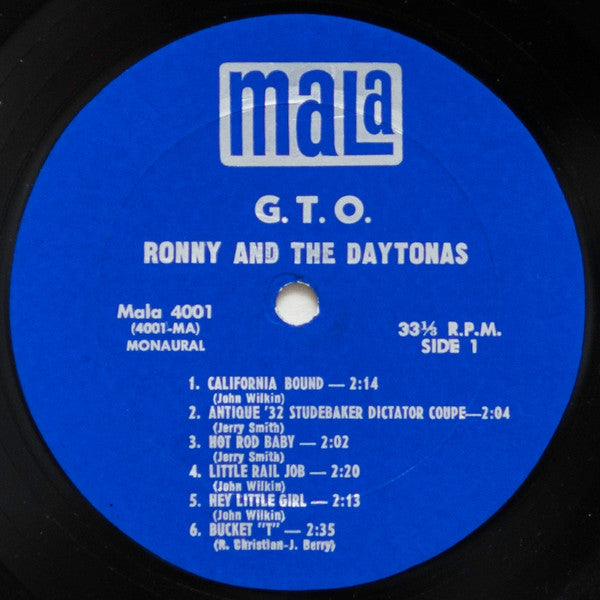 mala
G. T. O.
RONNY AND THE DAYTONAS
Mala 4001
(4001-MA)
MONAURAL
33⅓ R.P.M.
SIDE 1
1. CALIFORNIA BOUND — 2:14
(John Wilkin)
2. ANTIQUE '32 STUDEBAKER DICTATOR COUPE—2:04
(Jerry Smith)
3. HOT ROD BABY — 2:02
(Jerry Smith)
4. LITTLE RAIL JOB — 2:20
(John Wilkin)
5. HEY LITTLE GIRL — 2:13
(John Wilkin)
6. BUCKET "T" — 2:35
(R. Christian-J. Berry)